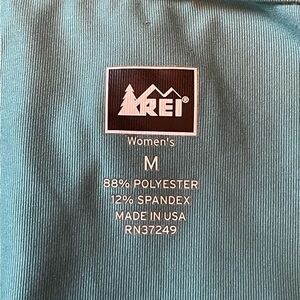 REI®
Women's
M
88% POLYESTER
12% SPANDEX
MADE IN USA
RN37249